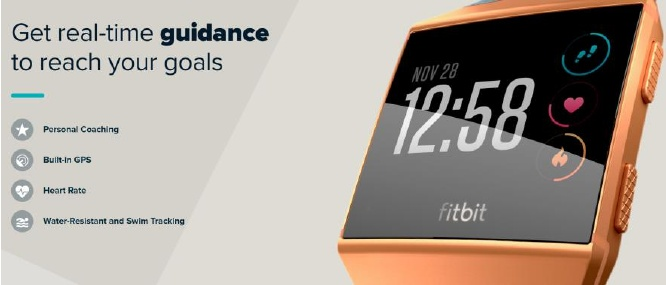 Get real-time guidance
to reach your goals
Personal Coaching
Built-in GPS
Heart Rate
Water-Resistant and Swim Tracking
NOV 28
12:58
fitbit